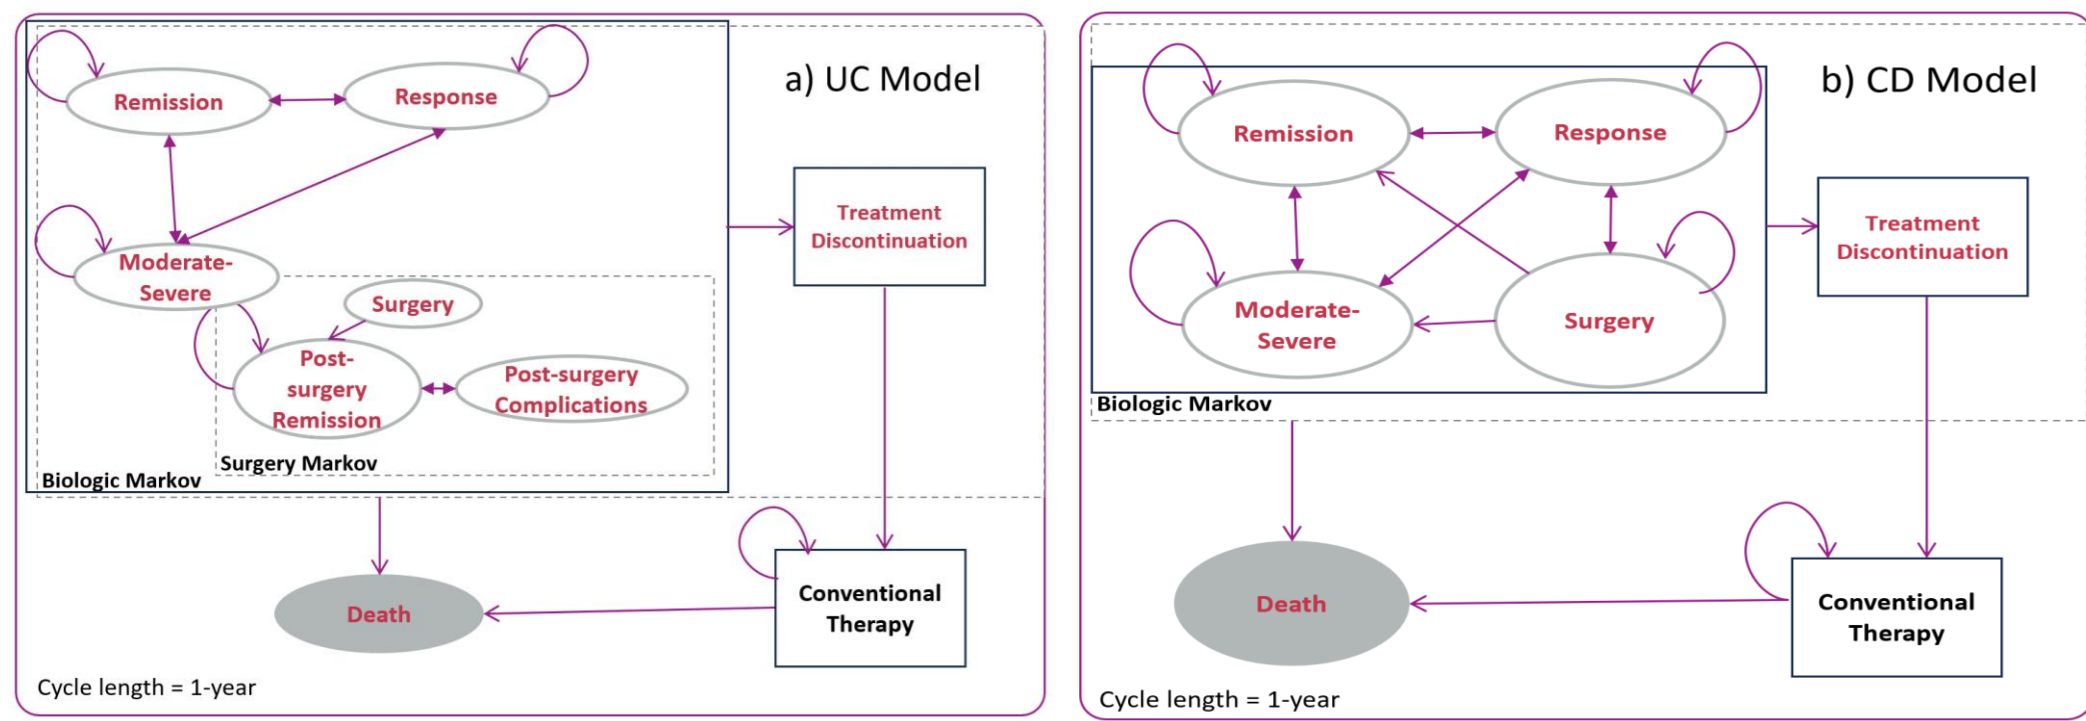 a) UC Model
Remission
Response
Treatment
Discontinuation
Moderate-
Severe
Surgery
Post-
surgery
Remission
Post-surgery
Complications
Surgery Markov
Biologic Markov
Conventional
Therapy
Death
Cycle length = 1-year
b) CD Model
Remission
Response
Treatment
Discontinuation
Moderate-
Severe
Surgery
Biologic Markov
Death
Conventional
Therapy
Cycle length = 1-year